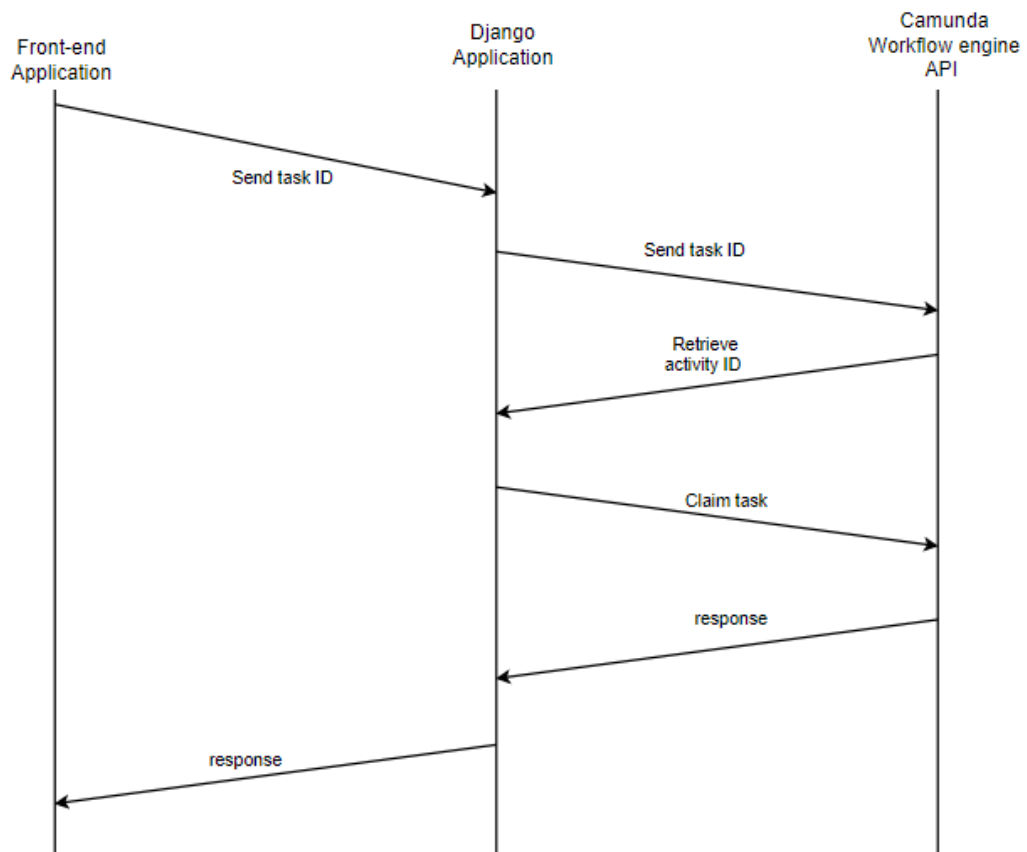 Front-end
Application
Django
Application
Camunda
Workflow engine
API
Send task ID
Send task ID
Retrieve
activity ID
Claim task
response
response